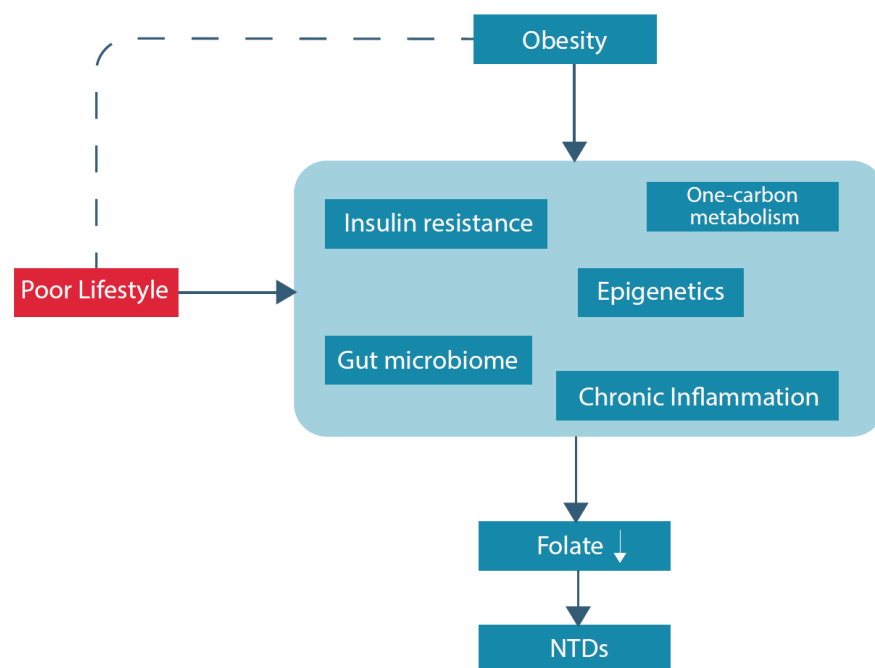 Obesity
Insulin resistance
One-carbon
metabolism
Poor Lifestyle
Epigenetics
Gut microbiome
Chronic Inflammation
Folate ↓
NTDs